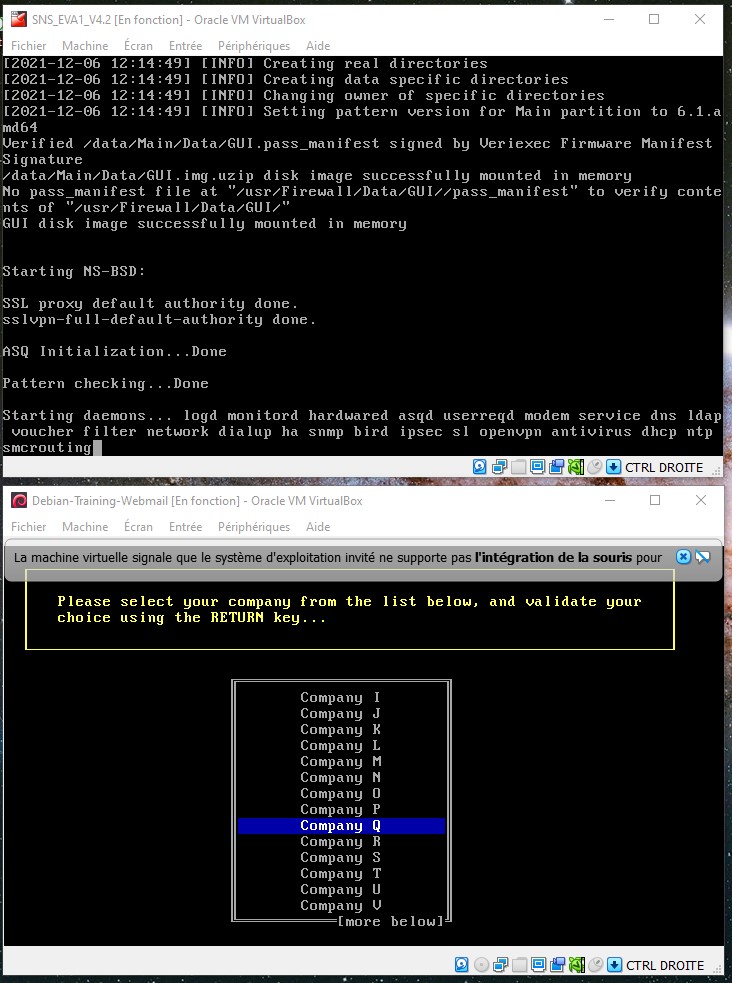 SNS_EVA1_V4.2 [En fonction] - Oracle VM VirtualBox
Fichier Machine Écran Entrée Périphériques Aide
[2021-12-06 12:14:49] [INFO] Creating real directories
[2021-12-06 12:14:49] [INFO] Creating data specific directories
[2021-12-06 12:14:49] [INFO] Changing owner of specific directories
[2021-12-06 12:14:49] [INFO] Setting pattern version for Main partition to 6.1.a
md64
Verified /data/Main/Data/GUI.pass_manifest signed by Veriexec Firmware Manifest
Signature
/data/Main/Data/GUI.img.uzip disk image successfully mounted in memory
No pass_manifest file at "/usr/Firewall/Data/GUI//pass_manifest" to verify conte
nts of "/usr/Firewall/Data/GUI/"
GUI disk image successfully mounted in memory
Starting NS-BSD:
SSL proxy default authority done.
sslvpn-full-default-authority done.
ASQ Initialization...Done
Pattern checking...Done
Starting daemons... logd monitord hardwared asqd userreqd modem service dns ldap
voucher filter network dialup ha snmp bird ipsec sl openvpn antivirus dhcp ntp
smcrouting
CTRL DROITE
Debian-Training-Webmail [En fonction] - Oracle VM VirtualBox
Fichier Machine Écran Entrée Périphériques Aide
La machine virtuelle signale que le système d'exploitation invité ne supporte pas l'intégration de la souris pour
Please select your company from the list below, and validate your
choice using the RETURN key...
Company I
Company J
Company K
Company L
Company M
Company N
Company O
Company P
Company Q
Company R
Company S
Company T
Company U
Company V
[more below]
CTRL DROITE